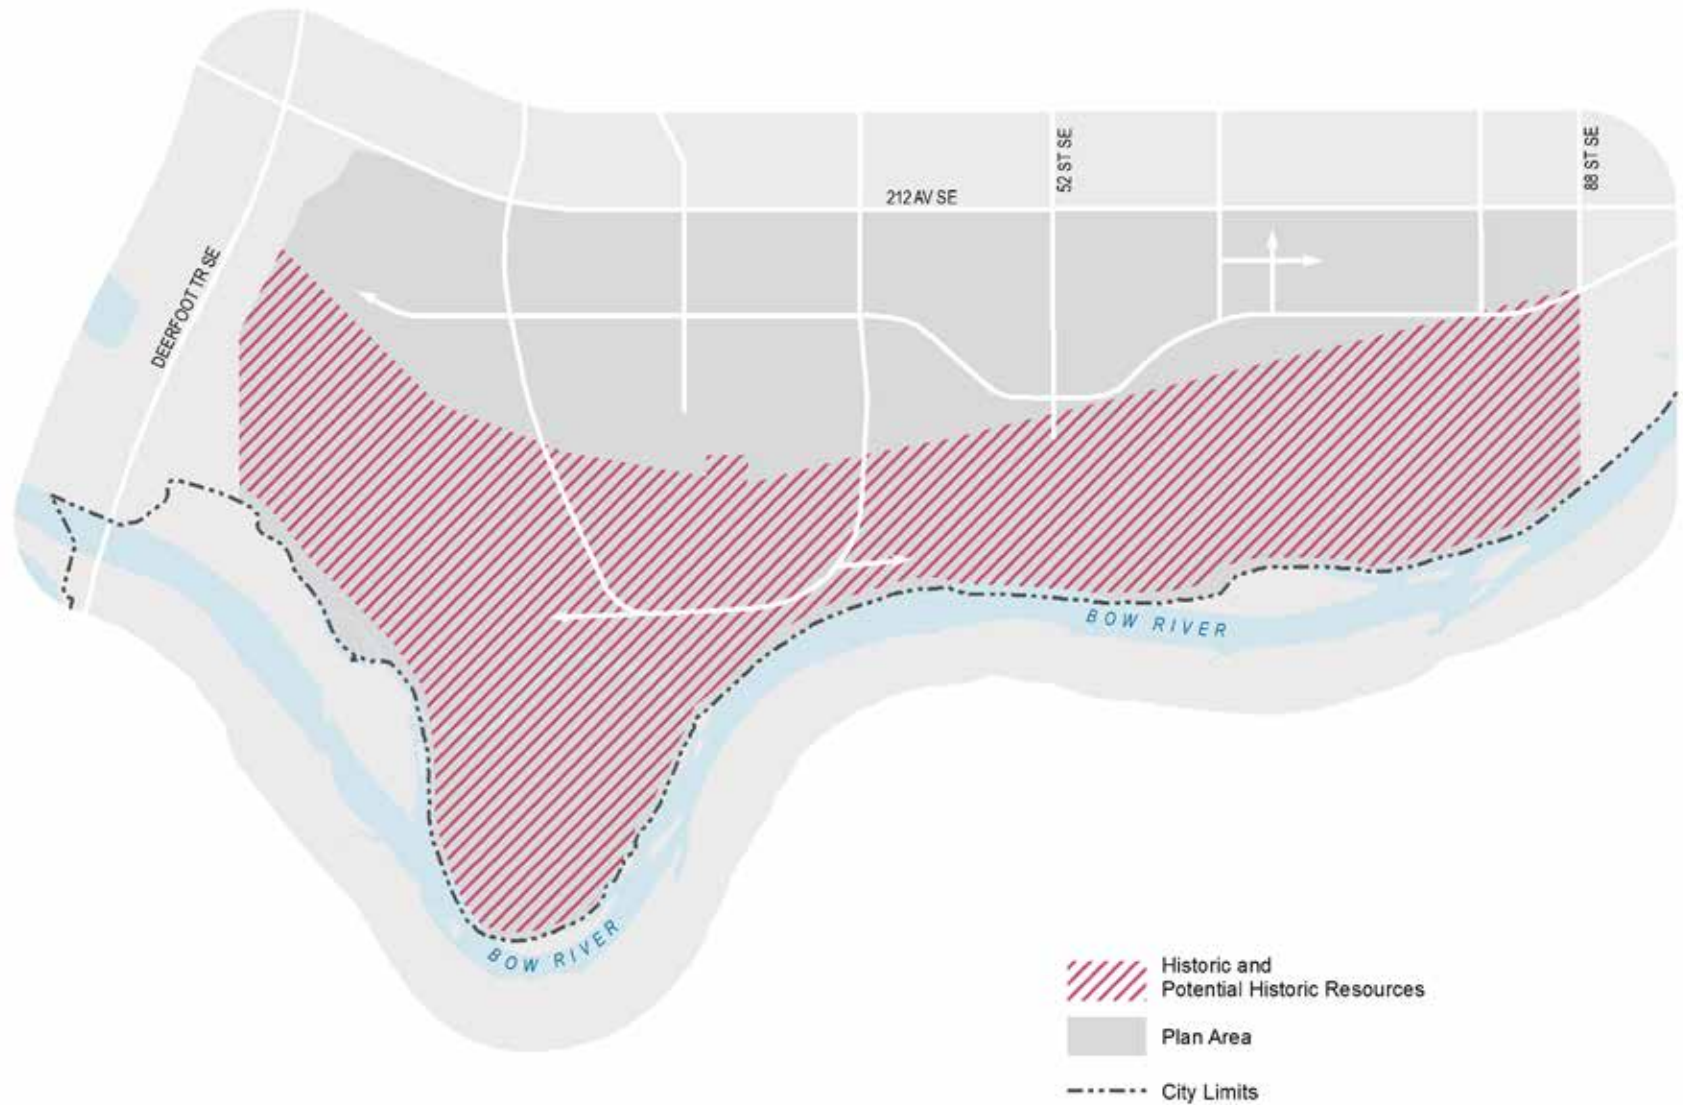 52 ST SE
88 ST SE
212 AV SE
DEERFOOT TR SE
BOW RIVER
BOW RIVER
Historic and
Potential Historic Resources
Plan Area
City Limits